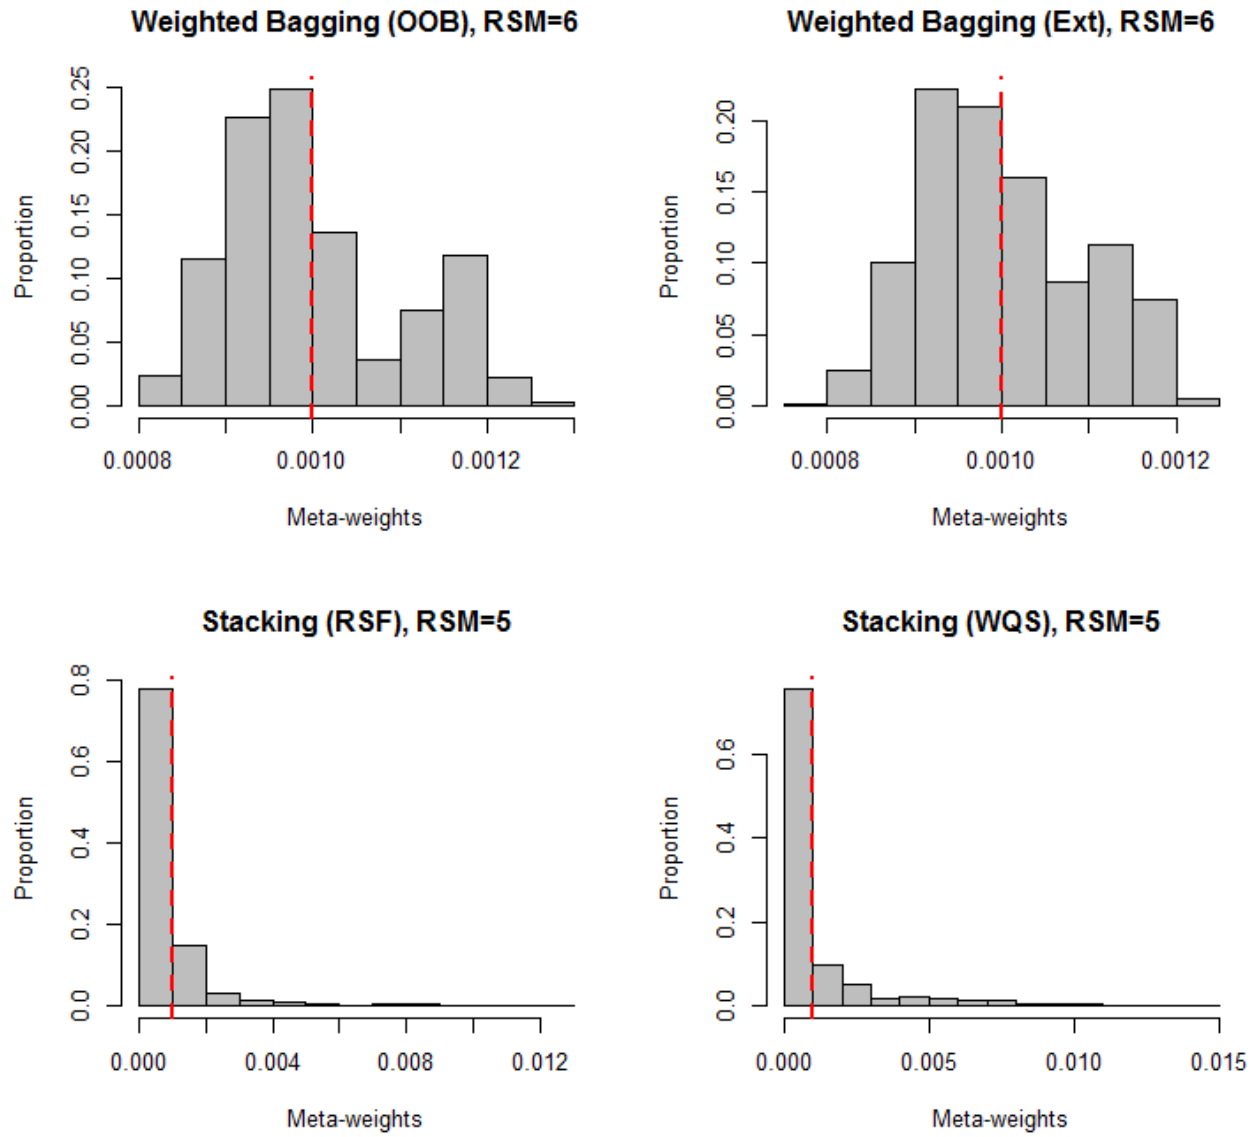 Weighted Bagging (OOB), RSM=6
Proportion
0.25
0.20
0.15
0.10
0.05
0.00
0.0008 0.0010 0.0012
Meta-weights
Weighted Bagging (Ext), RSM=6
Proportion
0.20
0.15
0.10
0.05
0.00
0.0008 0.0010 0.0012
Meta-weights
Stacking (RSF), RSM=5
Proportion
0.8
0.6
0.4
0.2
0.0
0.000 0.004 0.008 0.012
Meta-weights
Stacking (WQS), RSM=5
Proportion
0.6
0.4
0.2
0.0
0.000 0.005 0.010 0.015
Meta-weights